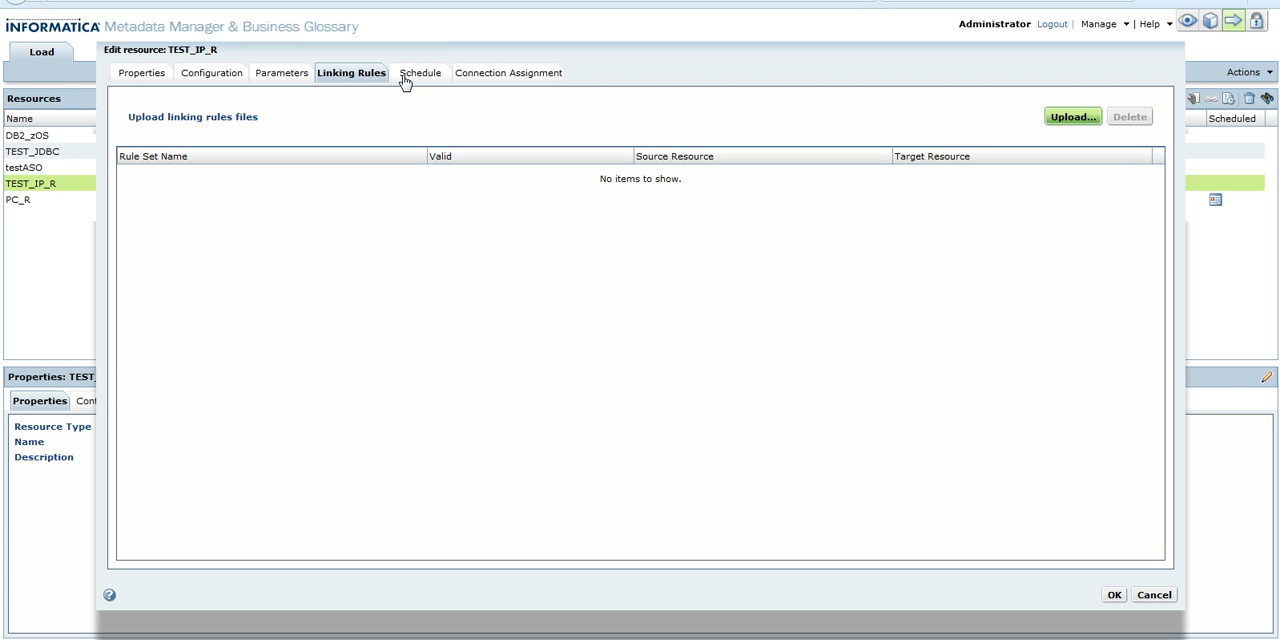 INFORMATICA Metadata Manager & Business Glossary
Administrator Logout | Manage | Help
Load
Actions
Edit resource: TEST_IP_R
Properties Configuration Parameters Linking Rules Schedule Connection Assignment
Resources
Name
Scheduled
DB2_zOS
TEST_JDBC
testASO
TEST_IP_R
PC_R
Upload linking rules files
Upload... Delete
Rule Set Name Valid Source Resource Target Resource
No items to show.
Properties: TEST_
Properties Conf
Resource Type
Name
Description
? OK Cancel